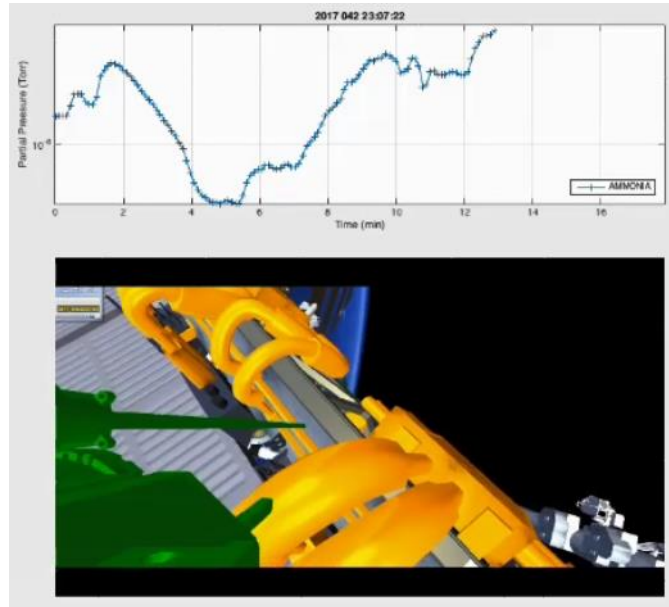 2017 042 23:07:22
Partial Pressure (Torr)
10⁻⁸
AMMONIA
0 2 4 6 8 10 12 14 16
Time (min)